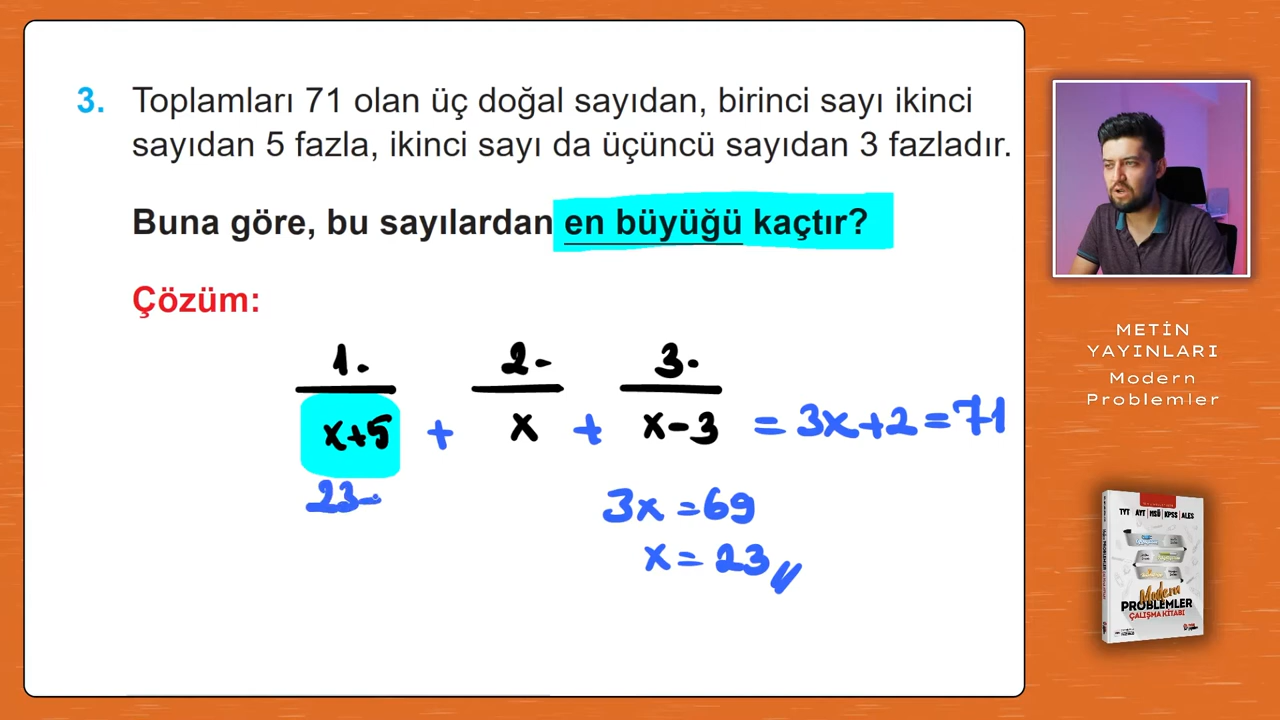 3. Toplamları 71 olan üç doğal sayıdan, birinci sayı ikinci
sayıdan 5 fazla, ikinci sayı da üçüncü sayıdan 3 fazladır.
Buna göre, bu sayılardan en büyüğü kaçtır?
Çözüm:
1. 2. 3.
x+5 + x + x-3 = 3x+2=71
23
3x=69
x=23
METİN
YAYINLARI
Modern
Problemler
TYT AYT MSÜ KPSS ALES
Modern
PROBLEMLER
ÇALIŞMA KİTABI